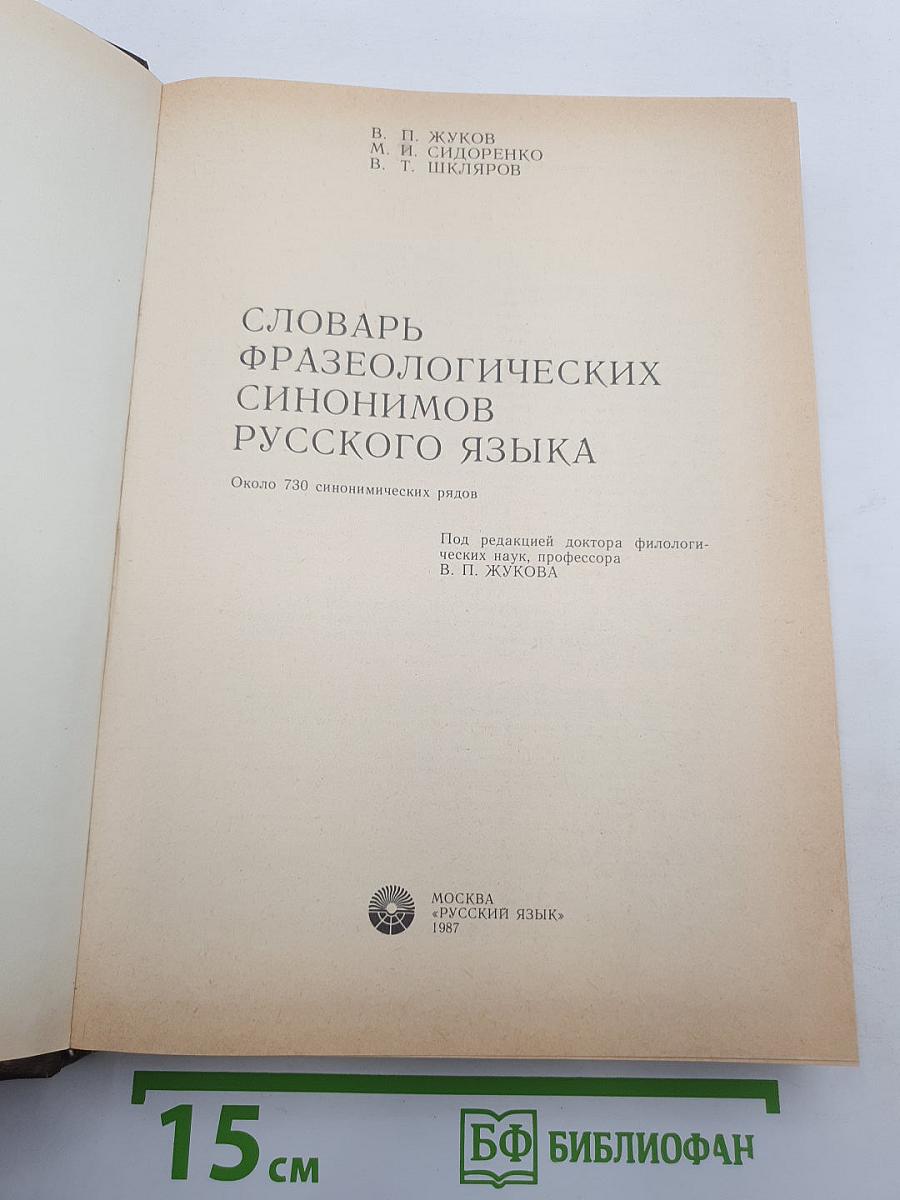 В. П. ЖУКОВ
М. И. СИДОРЕНКО
В. Т. ШКЛЯРОВ
СЛОВАРЬ
ФРАЗЕОЛОГИЧЕСКИХ
СИНОНИМОВ
РУССКОГО ЯЗЫКА
Около 730 синонимических рядов
Под редакцией доктора филологи-
ческих наук, профессора
В. П. ЖУКОВА
МОСКВА
«РУССКИЙ ЯЗЫК»
1987
15 см
БФ БИБЛИОФАН